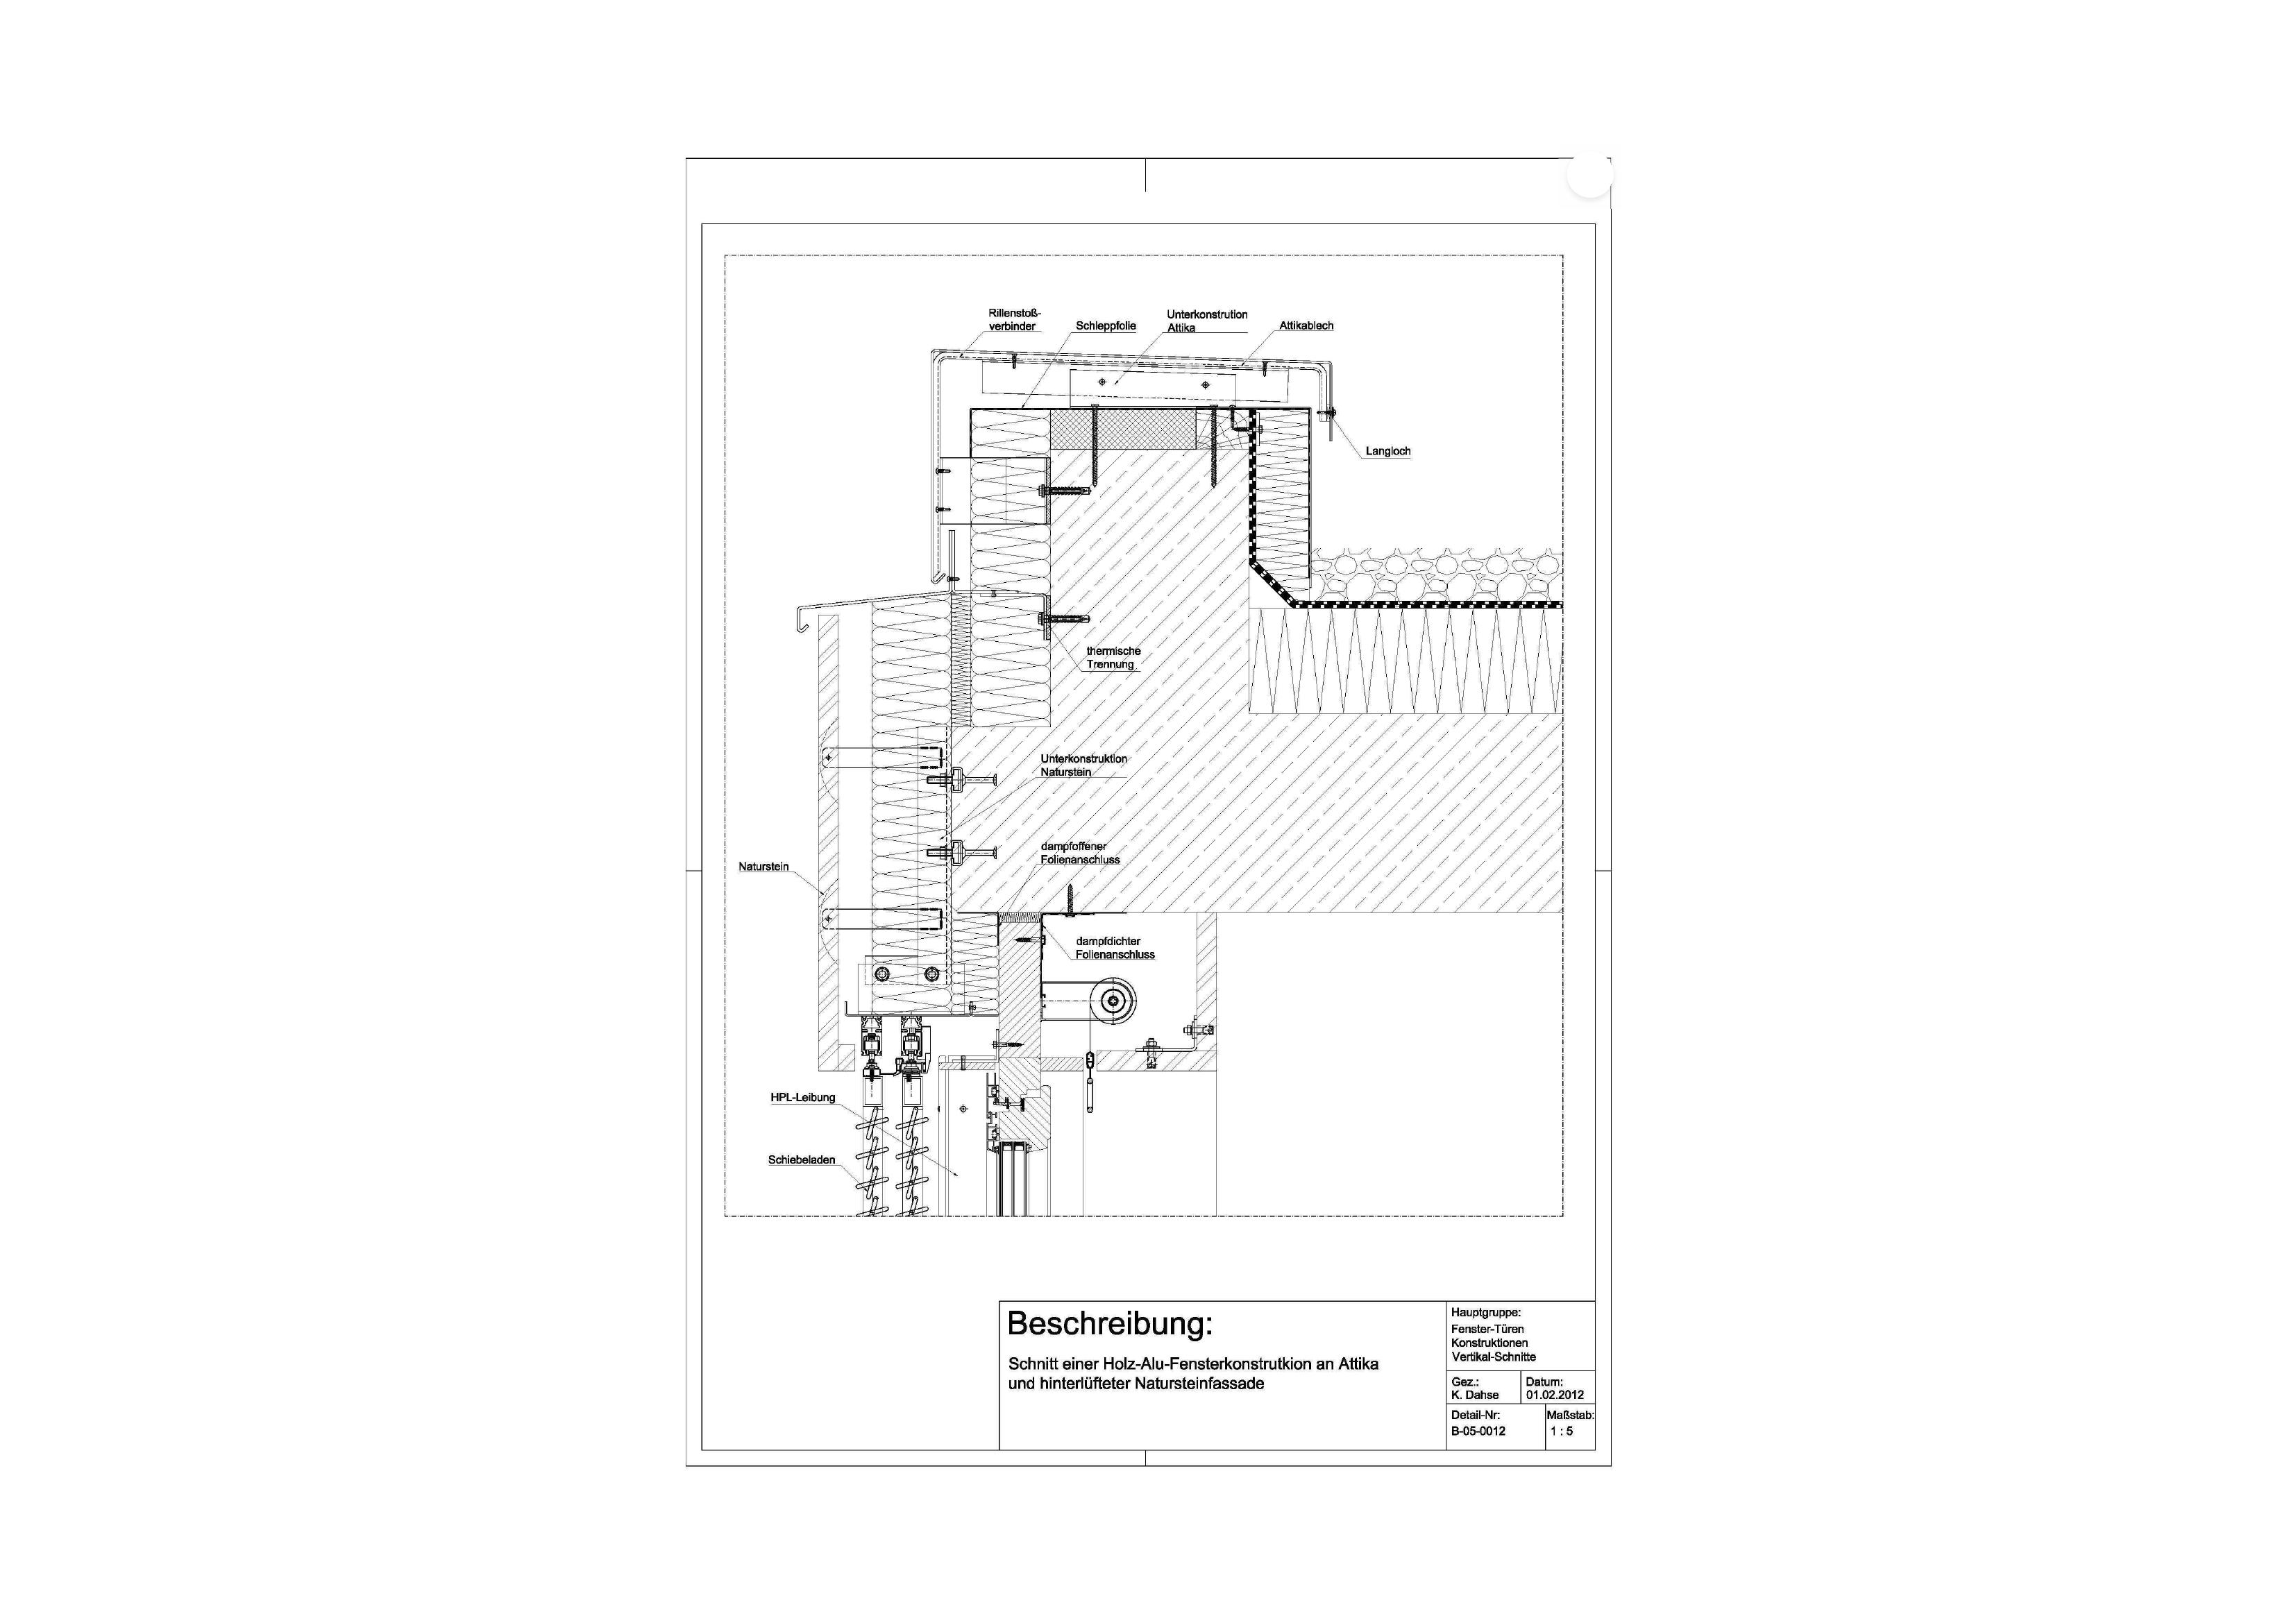 Rillenstoß-
verbinder
Schleppfolie
Unterkonstrution
Attika
Attikablech
Langloch
thermische
Trennung
Unterkonstruktion
Naturstein
dampfoffener
Folienanschluss
Naturstein
dampfdichter
Folienanschluss
HPL-Leibung
Schiebeladen
Beschreibung:
Schnitt einer Holz-Alu-Fensterkonstrutkion an Attika
und hinterlüfteter Natursteinfassade
Hauptgruppe:
Fenster-Türen
Konstruktionen
Vertikal-Schnitte
Gez.:
K. Dahse
Datum:
01.02.2012
Detail-Nr:
B-05-0012
Maßstab:
1 : 5